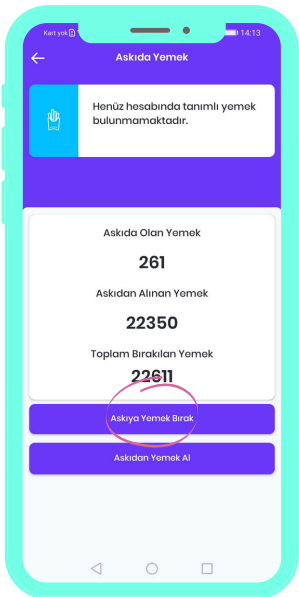 Kart yok
14:13
Askıda Yemek
Henüz hesabında tanımlı yemek
bulunmamaktadır.
Askıda Olan Yemek
261
Askıdan Alınan Yemek
22350
Toplam Bırakılan Yemek
22611
Askıya Yemek Bırak
Askıdan Yemek Al